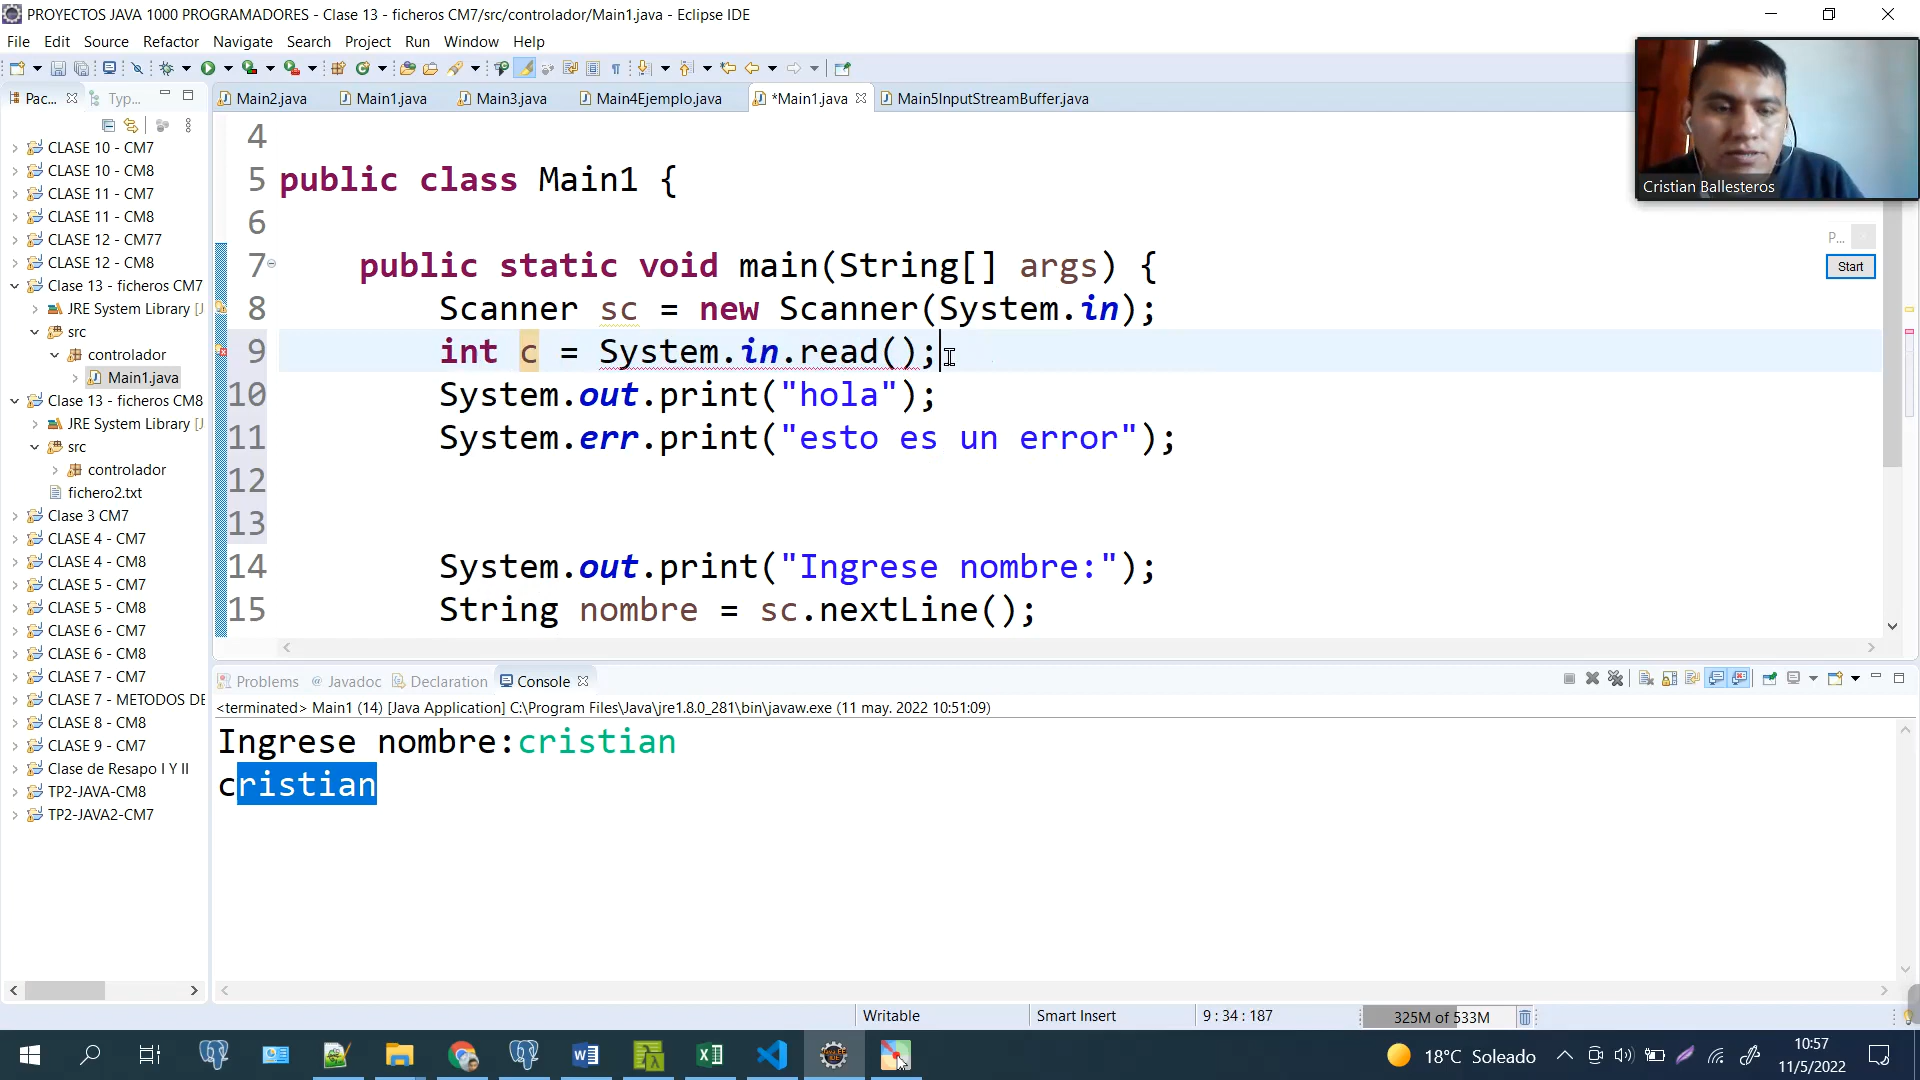 PROYECTOS JAVA 1000 PROGRAMADORES - Clase 13 - ficheros CM7/src/controlador/Main1.java - Eclipse IDE
File Edit Source Refactor Navigate Search Project Run Window Help
Pac... Typ...
Main2.java Main1.java Main3.java Main4Ejemplo.java *Main1.java Main5InputStreamBuffer.java
CLASE 10 - CM7
CLASE 10 - CM8
CLASE 11 - CM7
CLASE 11 - CM8
CLASE 12 - CM77
CLASE 12 - CM8
Clase 13 - ficheros CM7
JRE System Library [J
src
controlador
Main1.java
Clase 13 - ficheros CM8
JRE System Library [J
src
controlador
fichero2.txt
Clase 3 CM7
CLASE 4 - CM7
CLASE 4 - CM8
CLASE 5 - CM7
CLASE 5 - CM8
CLASE 6 - CM7
CLASE 6 - CM8
CLASE 7 - CM7
CLASE 7 - METODOS DE
CLASE 8 - CM8
CLASE 9 - CM7
Clase de Resapo I Y II
TP2-JAVA-CM8
TP2-JAVA2-CM7
4
5 public class Main1 {
6
7 public static void main(String[] args) {
8 Scanner sc = new Scanner(System.in);
9 int c = System.in.read();
10 System.out.print("hola");
11 System.err.print("esto es un error");
12
13
14 System.out.print("Ingrese nombre:");
15 String nombre = sc.nextLine();
Cristian Ballesteros
P...
Start
Problems Javadoc Declaration Console
<terminated> Main1 (14) [Java Application] C:\Program Files\Java\jre1.8.0_281\bin\javaw.exe (11 may. 2022 10:51:09)
Ingrese nombre:cristian
cristian
Writable Smart Insert 9 : 34 : 187 325M of 533M
18°C Soleado
10:57
11/5/2022